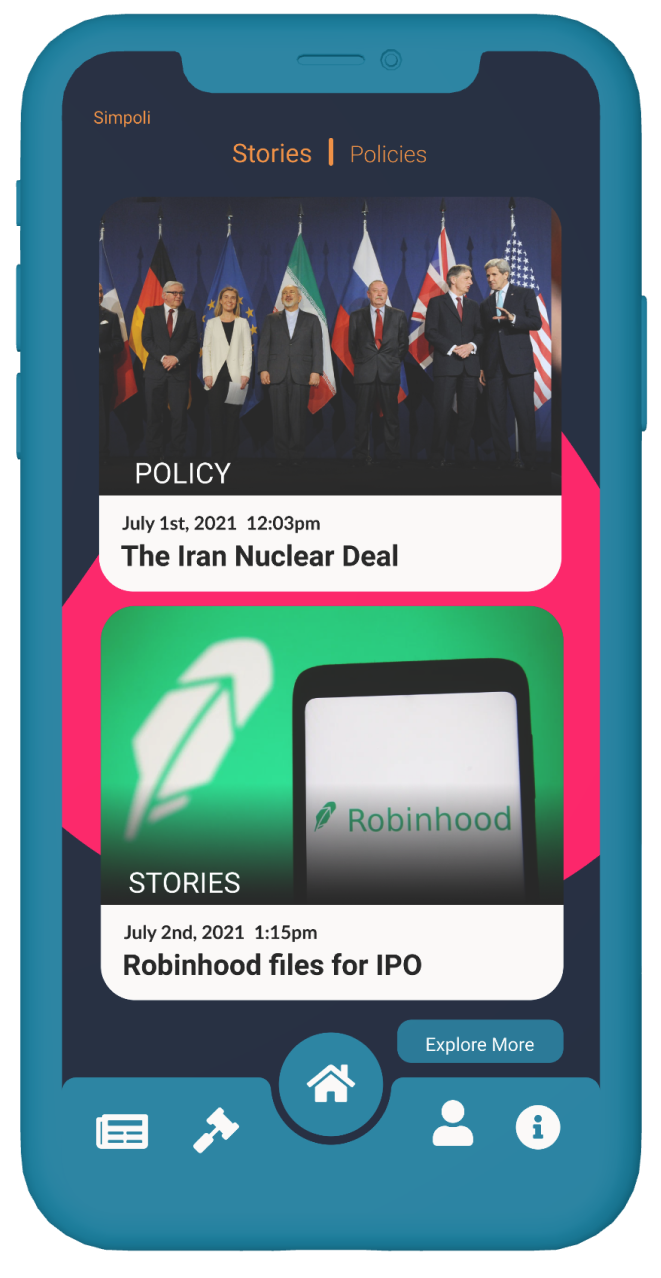 Simpoli
Stories | Policies
POLICY
July 1st, 2021 12:03pm
The Iran Nuclear Deal
Robinhood
STORIES
July 2nd, 2021 1:15pm
Robinhood files for IPO
Explore More